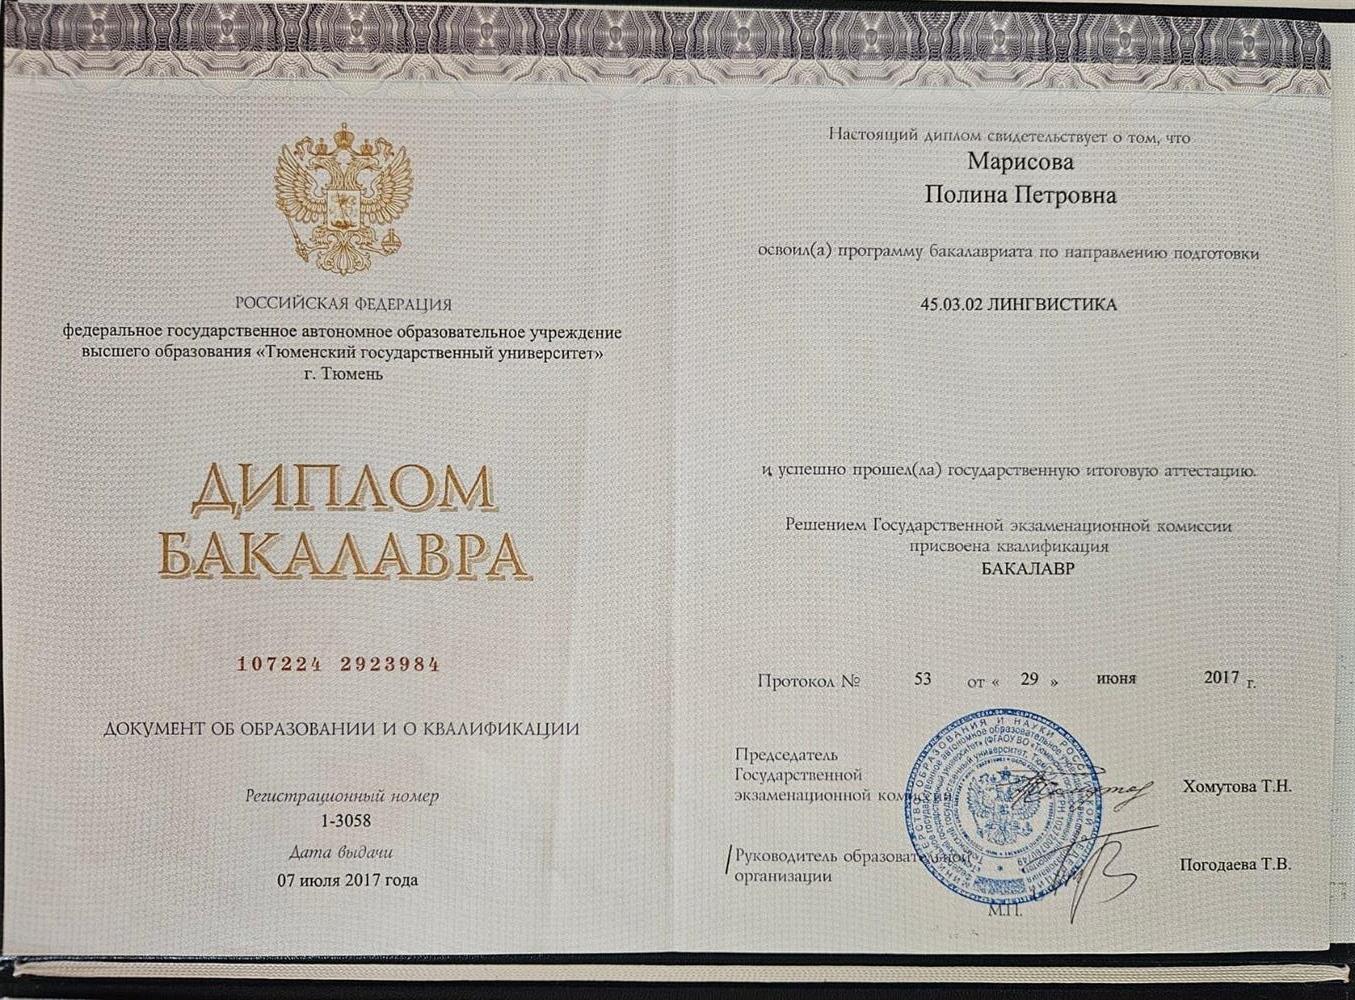 РОССИЙСКАЯ ФЕДЕРАЦИЯ
федеральное государственное автономное образовательное учреждение
высшего образования «Тюменский государственный университет»
г. Тюмень
ДИПЛОМ
БАКАЛАВРА
107224 2923984
ДОКУМЕНТ ОБ ОБРАЗОВАНИИ И О КВАЛИФИКАЦИИ
Регистрационный номер
1-3058
Дата выдачи
07 июля 2017 года
Настоящий диплом свидетельствует о том, что
Марисова
Полина Петровна
освоил(а) программу бакалавриата по направлению подготовки
45.03.02 ЛИНГВИСТИКА
и успешно прошел(ла) государственную итоговую аттестацию.
Решением Государственной экзаменационной комиссии
присвоена квалификация
БАКАЛАВР
Протокол № 53 от « 29 » июня 2017 г.
Председатель
Государственной
экзаменационной комиссии Хомутова Т.Н.
Руководитель образовательной
организации Погодаева Т.В.
М.П.